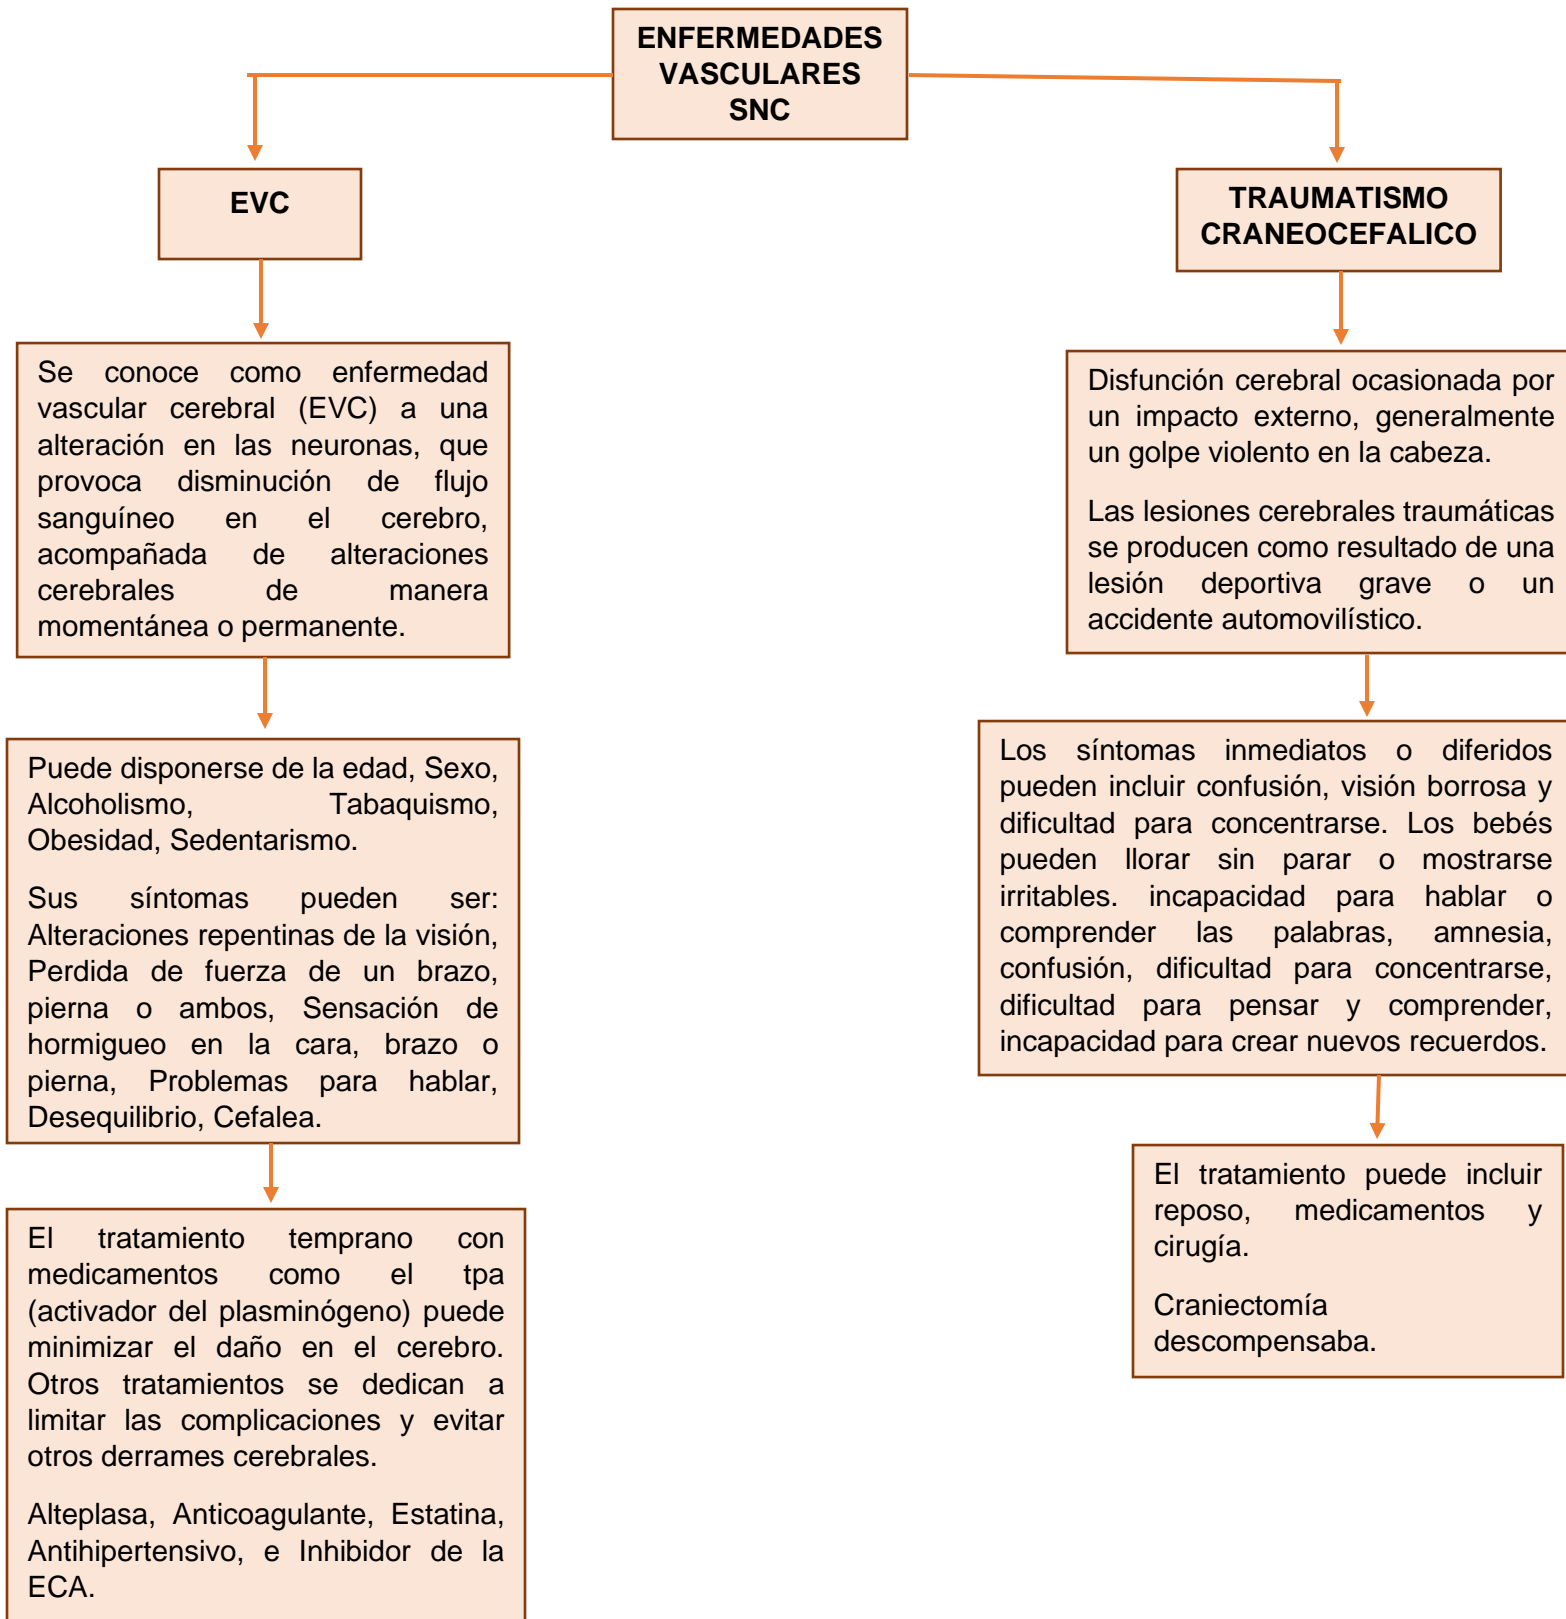 ENFERMEDADES
VASCULARES
SNC
EVC
Se conoce como enfermedad
vascular cerebral (EVC) a una
alteración en las neuronas, que
provoca disminución de flujo
sanguíneo en el cerebro,
acompañada de alteraciones
cerebrales de manera
momentánea o permanente.
Puede disponerse de la edad, Sexo,
Alcoholismo, Tabaquismo,
Obesidad, Sedentarismo.
Sus síntomas pueden ser:
Alteraciones repentinas de la visión,
Perdida de fuerza de un brazo,
pierna o ambos, Sensación de
hormigueo en la cara, brazo o
pierna, Problemas para hablar,
Desequilibrio, Cefalea.
El tratamiento temprano con
medicamentos como el tpa
(activador del plasminógeno) puede
minimizar el daño en el cerebro.
Otros tratamientos se dedican a
limitar las complicaciones y evitar
otros derrames cerebrales.
Alteplasa, Anticoagulante, Estatina,
Antihipertensivo, e Inhibidor de la
ECA.
TRAUMATISMO
CRANEOCEFALICO
Disfunción cerebral ocasionada por
un impacto externo, generalmente
un golpe violento en la cabeza.
Las lesiones cerebrales traumáticas
se producen como resultado de una
lesión deportiva grave o un
accidente automovilístico.
Los síntomas inmediatos o diferidos
pueden incluir confusión, visión borrosa y
dificultad para concentrarse. Los bebés
pueden llorar sin parar o mostrarse
irritables. incapacidad para hablar o
comprender las palabras, amnesia,
confusión, dificultad para concentrarse,
dificultad para pensar y comprender,
incapacidad para crear nuevos recuerdos.
El tratamiento puede incluir
reposo, medicamentos y
cirugía.
Craniectomía
descompensaba.